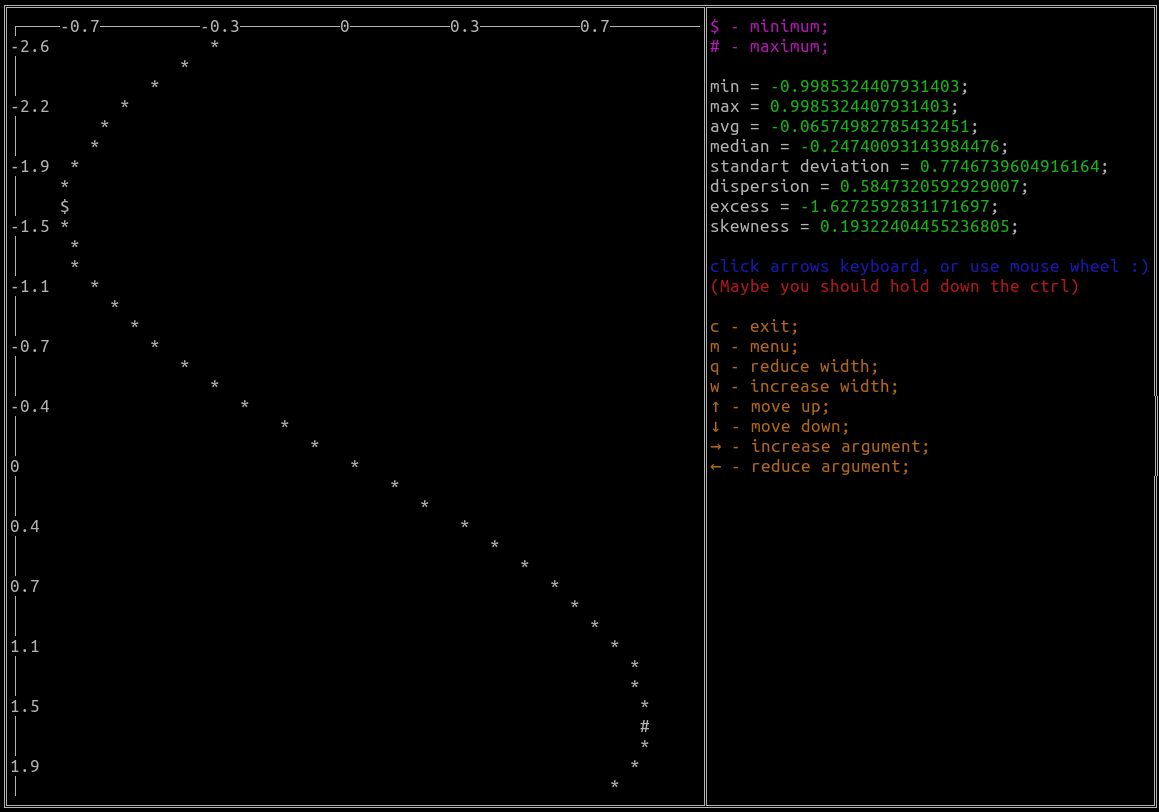 -0.7 -0.3 0 0.3 0.7
-2.6
-2.2
-1.9
$
-1.5
-1.1
-0.7
-0.4
0
0.4
0.7
1.1
1.5
#
1.9
$ - minimum;
# - maximum;
min = -0.9985324407931403;
max = 0.9985324407931403;
avg = -0.06574982785432451;
median = -0.24740093143984476;
standart deviation = 0.7746739604916164;
dispersion = 0.5847320592929007;
excess = -1.6272592831171697;
skewness = 0.19322404455236805;
click arrows keyboard, or use mouse wheel :)
(Maybe you should hold down the ctrl)
c - exit;
m - menu;
q - reduce width;
w - increase width;
↑ - move up;
↓ - move down;
→ - increase argument;
← - reduce argument;